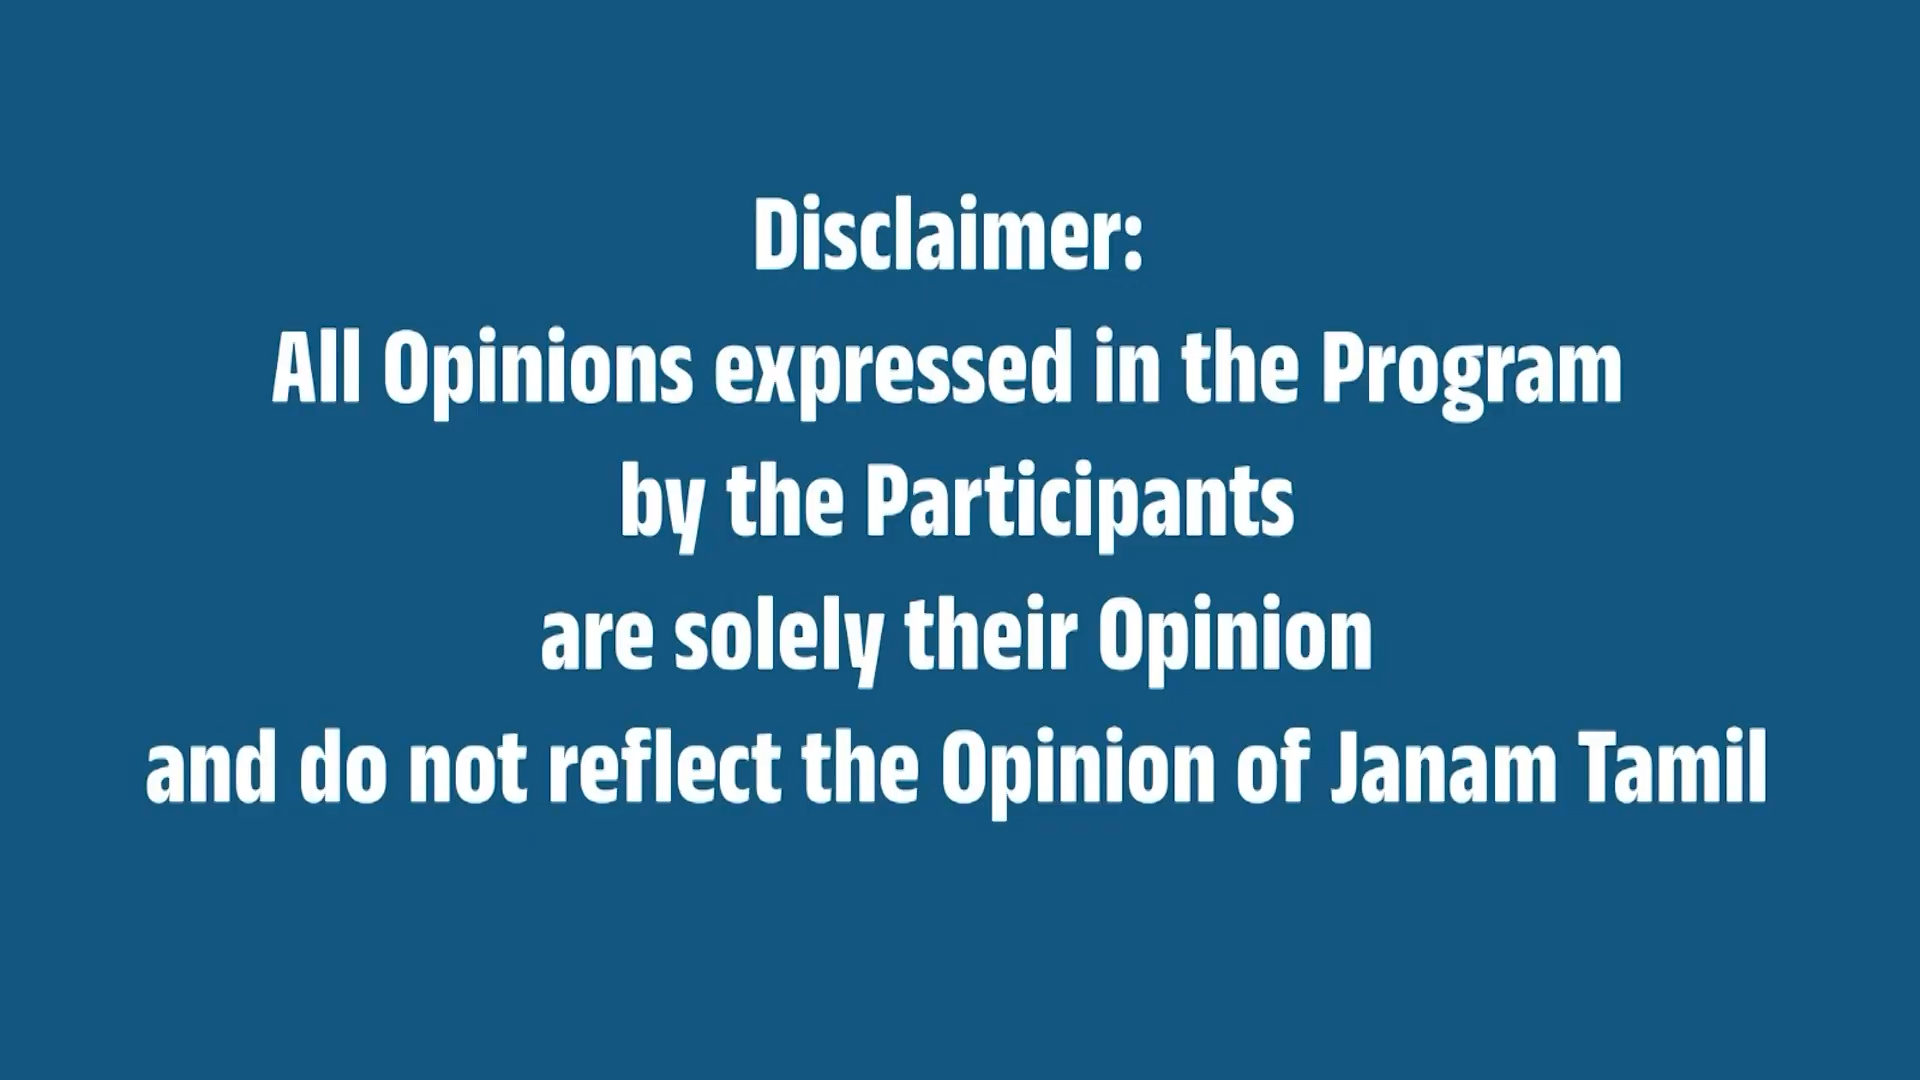 Disclaimer:
All Opinions expressed in the Program
by the Participants
are solely their Opinion
and do not reflect the Opinion of Janam Tamil